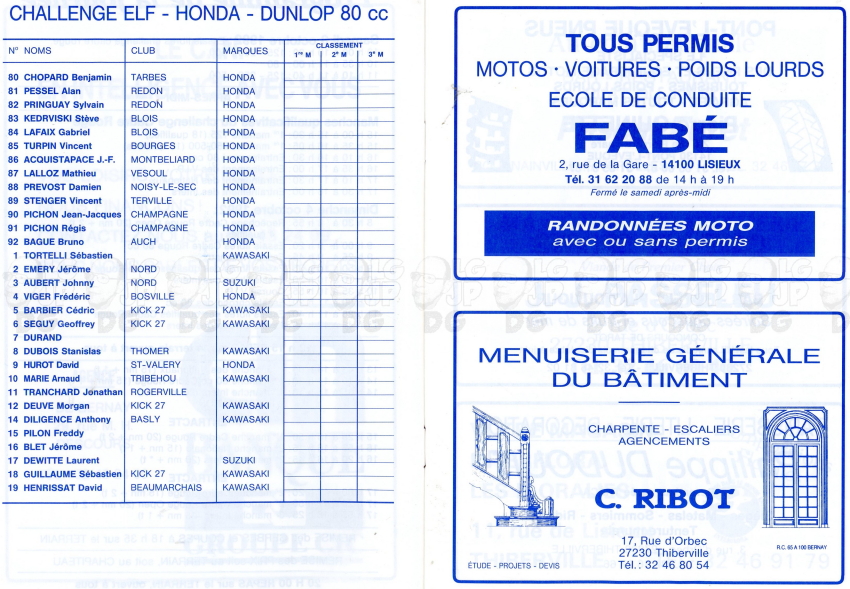 CHALLENGE ELF - HONDA - DUNLOP 80 cc
N° NOMS CLUB MARQUES CLASSEMENT
1re M 2e M 3e M
80 CHOPARD Benjamin TARBES HONDA
81 PESSEL Alan REDON HONDA
82 PRINGUAY Sylvain REDON HONDA
83 KEDRVISKI Stève BLOIS HONDA
84 LAFAIX Gabriel BLOIS HONDA
85 TURPIN Vincent BOURGES HONDA
86 ACQUISTAPACE J.-F. MONTBELIARD HONDA
87 LALLOZ Mathieu VESOUL HONDA
88 PREVOST Damien NOISY-LE-SEC HONDA
89 STENGER Vincent TERVILLE HONDA
90 PICHON Jean-Jacques CHAMPAGNE HONDA
91 PICHON Régis CHAMPAGNE HONDA
92 BAGUE Bruno AUCH HONDA
1 TORTELLI Sébastien KAWASAKI
2 EMERY Jérôme NORD
3 AUBERT Johnny NORD SUZUKI
4 VIGER Frédéric BOSVILLE HONDA
5 BARBIER Cédric KICK 27 KAWASAKI
6 SEGUY Geoffrey KICK 27 KAWASAKI
7 DURAND
8 DUBOIS Stanislas THOMER KAWASAKI
9 HUROT David ST-VALERY HONDA
10 MARIE Arnaud TRIBEHOU KAWASAKI
11 TRANCHARD Jonathan ROGERVILLE
12 DEUVE Morgan KICK 27 KAWASAKI
14 DILIGENCE Anthony BASLY KAWASAKI
15 PILON Freddy
16 BLET Jérôme
17 DEWITTE Laurent SUZUKI
18 GUILLAUME Sébastien KICK 27 KAWASAKI
19 HENRISSAT David BEAUMARCHAIS KAWASAKI
TOUS PERMIS
MOTOS · VOITURES · POIDS LOURDS
ECOLE DE CONDUITE
FABÉ
2, rue de la Gare - 14100 LISIEUX
Tél. 31 62 20 88 de 14 h à 19 h
Fermé le samedi après-midi
RANDONNÉES MOTO
avec ou sans permis
MENUISERIE GÉNÉRALE
DU BÂTIMENT
CHARPENTE - ESCALIERS
AGENCEMENTS
C. RIBOT
17, Rue d'Orbec
27230 Thiberville
Tél. : 32 46 80 54
ÉTUDE - PROJETS - DEVIS
R.C. 65 A 100 BERNAY